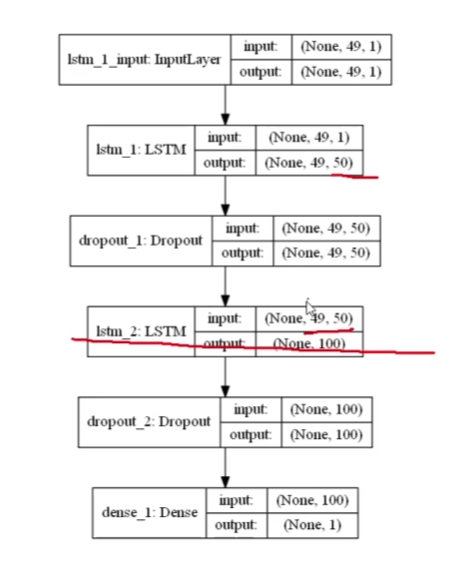 lstm_1_input: InputLayer input: (None, 49, 1)
output: (None, 49, 1)
lstm_1: LSTM input: (None, 49, 1)
output: (None, 49, 50)
dropout_1: Dropout input: (None, 49, 50)
output: (None, 49, 50)
lstm_2: LSTM input: (None, 49, 50)
output: (None, 100)
dropout_2: Dropout input: (None, 100)
output: (None, 100)
dense_1: Dense input: (None, 100)
output: (None, 1)